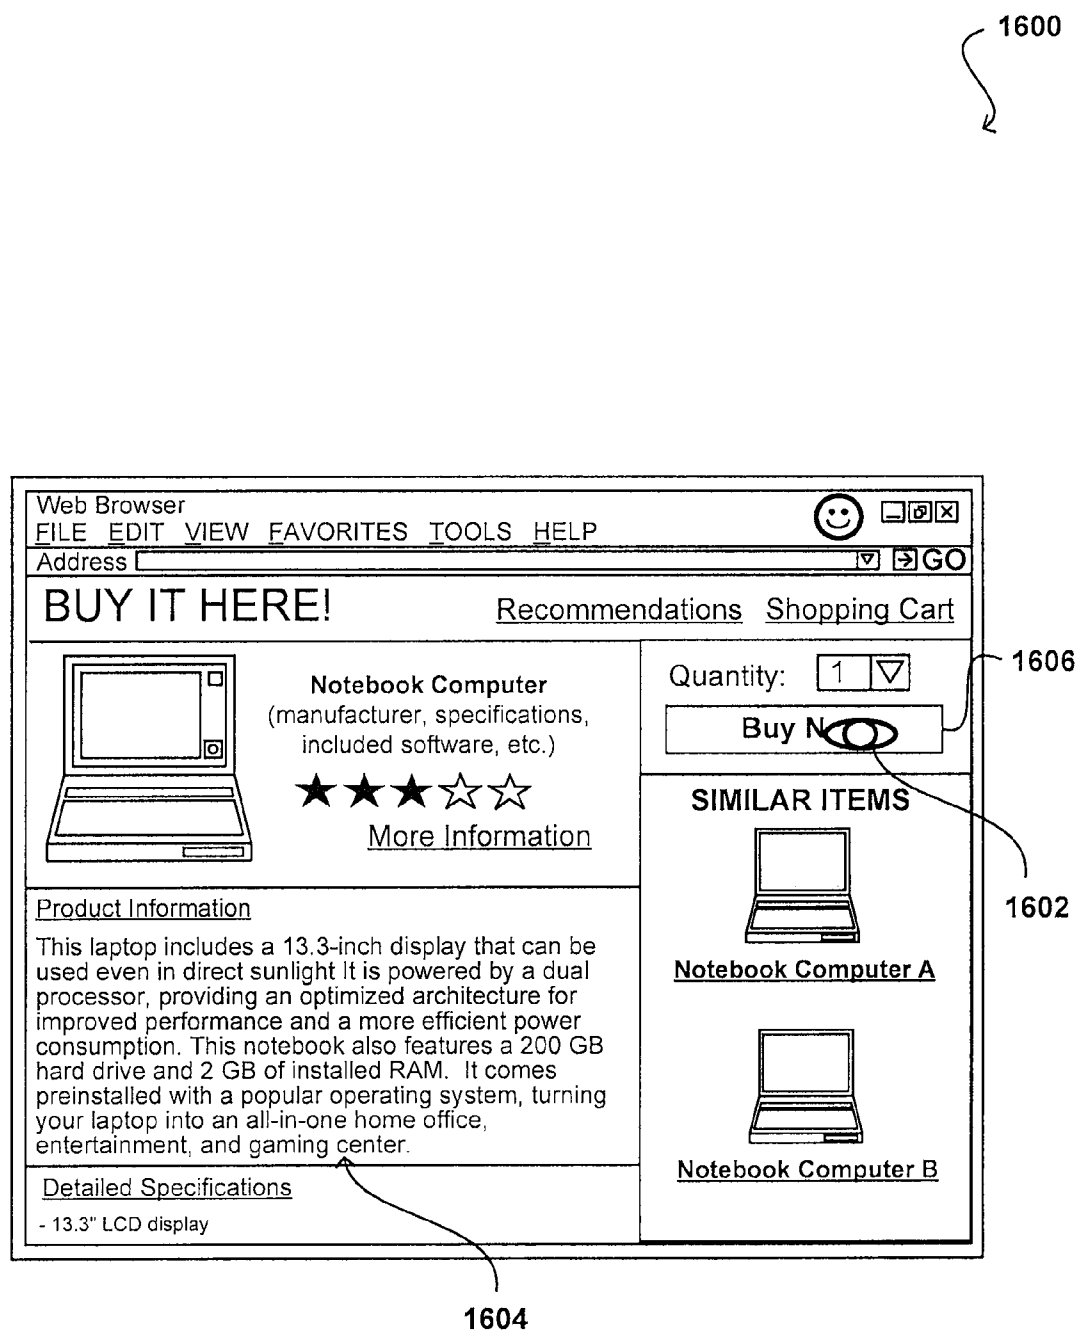 1600
Web Browser
FILE EDIT VIEW FAVORITES TOOLS HELP
Address GO
BUY IT HERE! Recommendations Shopping Cart
Notebook Computer
(manufacturer, specifications,
included software, etc.)
More Information
Quantity: 1
1606
Buy N
1602
SIMILAR ITEMS
Notebook Computer A
Notebook Computer B
Product Information
This laptop includes a 13.3-inch display that can be
used even in direct sunlight It is powered by a dual
processor, providing an optimized architecture for
improved performance and a more efficient power
consumption. This notebook also features a 200 GB
hard drive and 2 GB of installed RAM. It comes
preinstalled with a popular operating system, turning
your laptop into an all-in-one home office,
entertainment, and gaming center.
Detailed Specifications
- 13.3" LCD display
1604